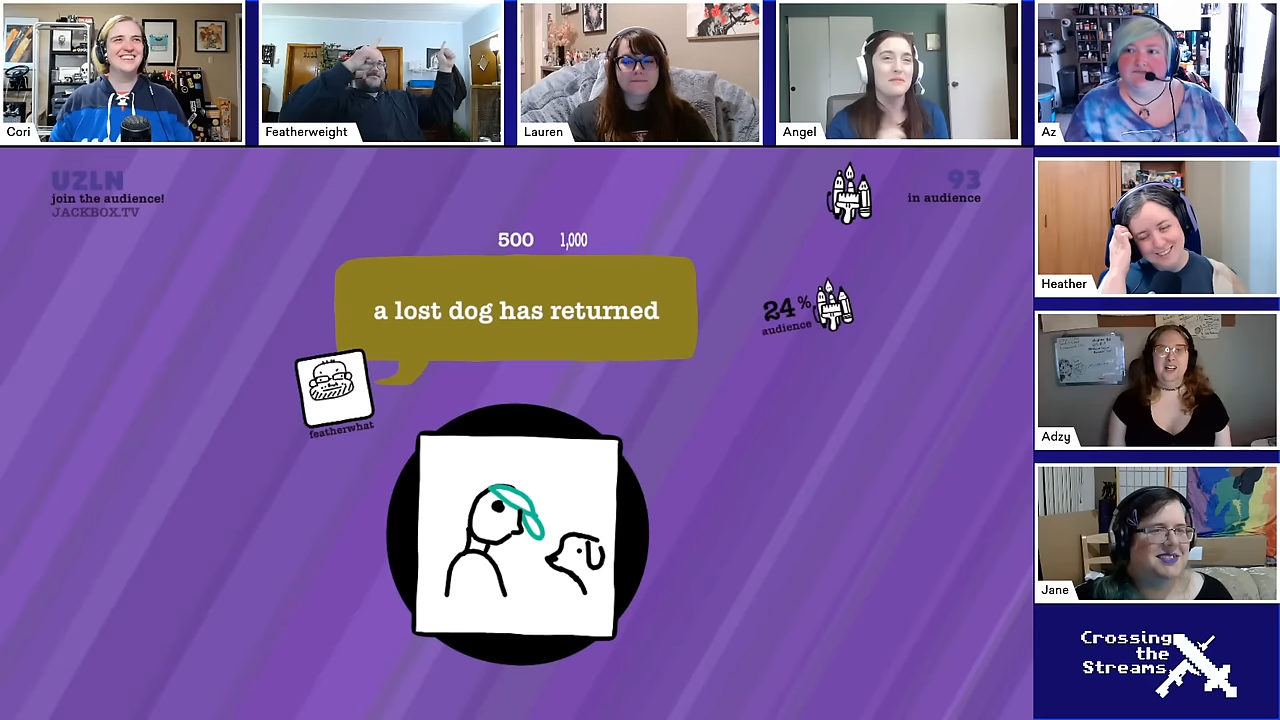 Cori
Featherweight
Lauren
Angel
Az
UZLN
join the audience!
JACKBOX.TV
93
in audience
500 1,000
a lost dog has returned
24%
audience
featherwhat
Heather
Adzy
Jane
Crossing
the
Streams